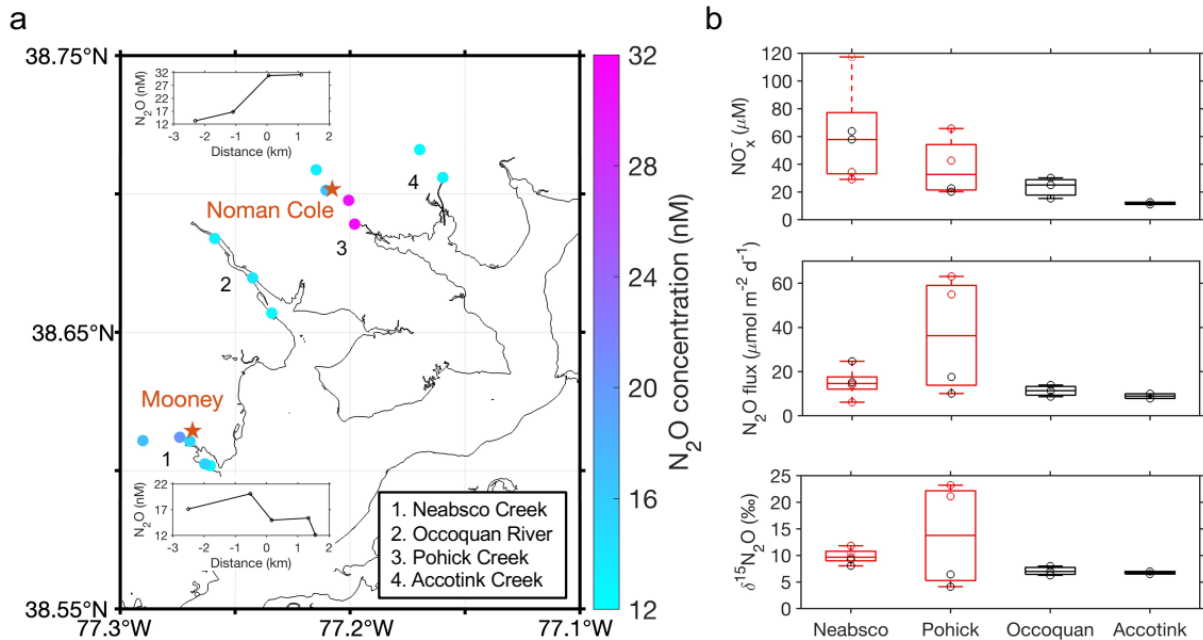 a
b
38.75°N
38.65°N
38.55°N
77.3°W
77.2°W
77.1°W
N2O (nM)
32
27
22
17
12
-3
-2
-1
0
1
2
Distance (km)
Noman Cole
Mooney
1
2
3
4
N2O (nM)
22
17
12
-3
-2
-1
0
1
2
Distance (km)
1. Neabsco Creek
2. Occoquan River
3. Pohick Creek
4. Accotink Creek
32
28
24
20
16
12
N2O concentration (nM)
NOx- (μM)
120
100
80
60
40
20
0
N2O flux (μmol m-2 d-1)
60
40
20
0
δ15N2O (‰)
25
20
15
10
5
0
Neabsco
Pohick
Occoquan
Accotink